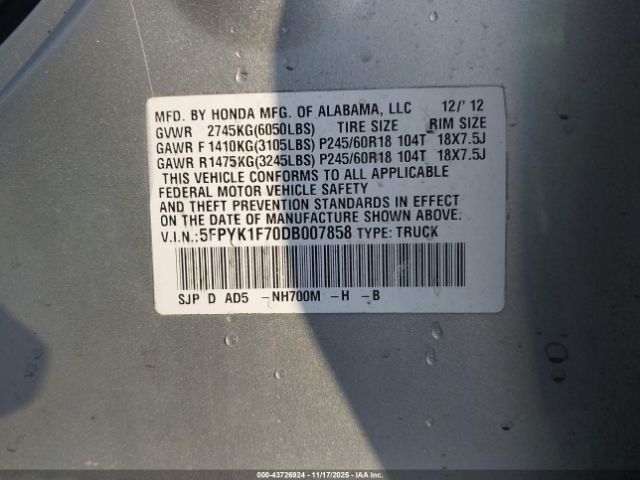 MFD. BY HONDA MFG. OF ALABAMA, LLC 12/'12
GVWR 2745KG(6050LBS) TIRE SIZE RIM SIZE
GAWR F 1410KG(3105LBS) P245/60R18 104T 18X7.5J
GAWR R1475KG(3245LBS) P245/60R18 104T 18X7.5J
THIS VEHICLE CONFORMS TO ALL APPLICABLE
FEDERAL MOTOR VEHICLE SAFETY
AND THEFT PREVENTION STANDARDS IN EFFECT
ON THE DATE OF MANUFACTURE SHOWN ABOVE.
V.I.N.:5FPYK1F70DB007858 TYPE: TRUCK
SJP D AD5 -NH700M -H -B
000-43726924 - 11/17/2025 - IAAI.COM